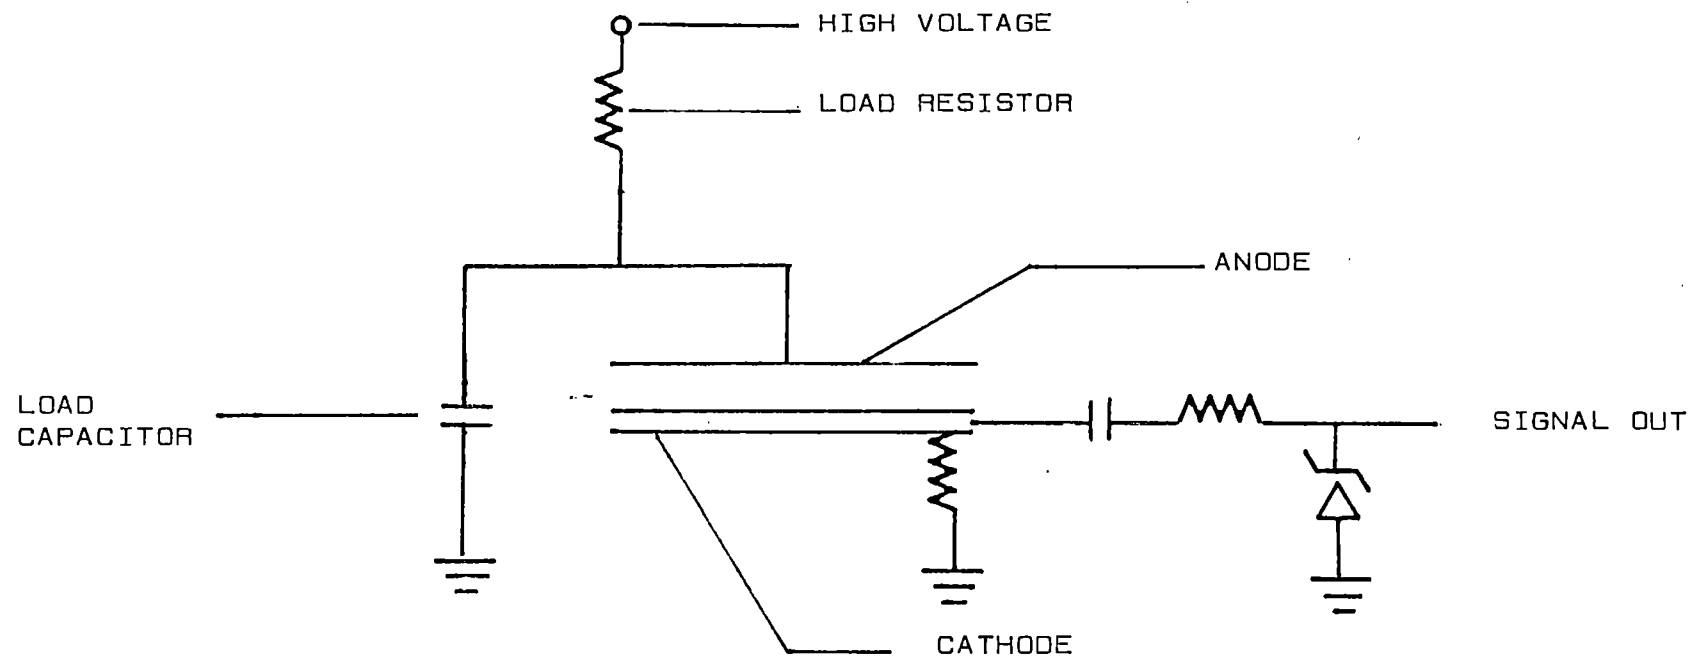 HIGH VOLTAGE
LOAD RESISTOR
ANODE
LOAD
CAPACITOR
SIGNAL OUT
CATHODE